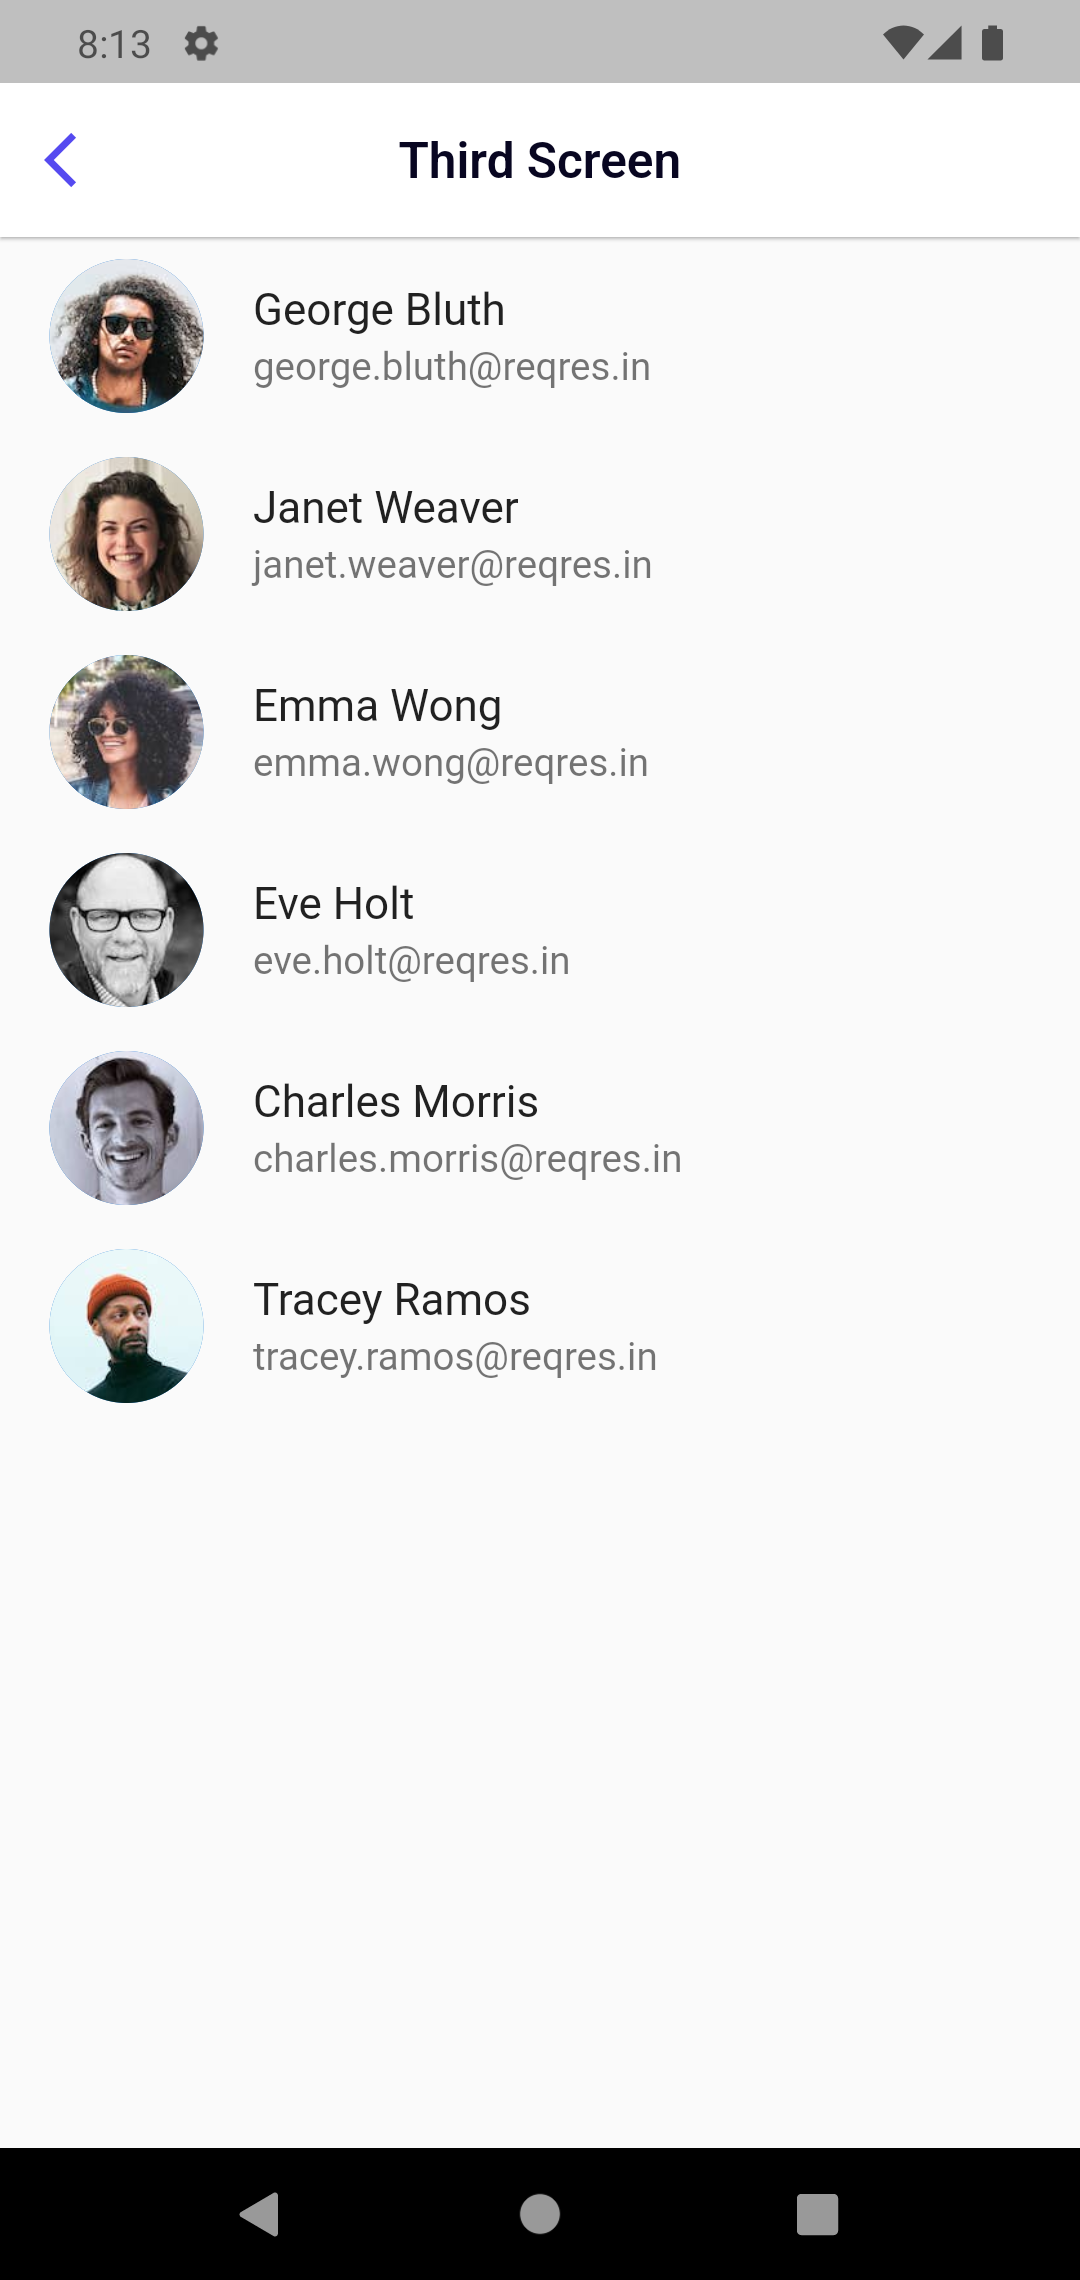 8:13
Third Screen
George Bluth
george.bluth@reqres.in
Janet Weaver
janet.weaver@reqres.in
Emma Wong
emma.wong@reqres.in
Eve Holt
eve.holt@reqres.in
Charles Morris
charles.morris@reqres.in
Tracey Ramos
tracey.ramos@reqres.in